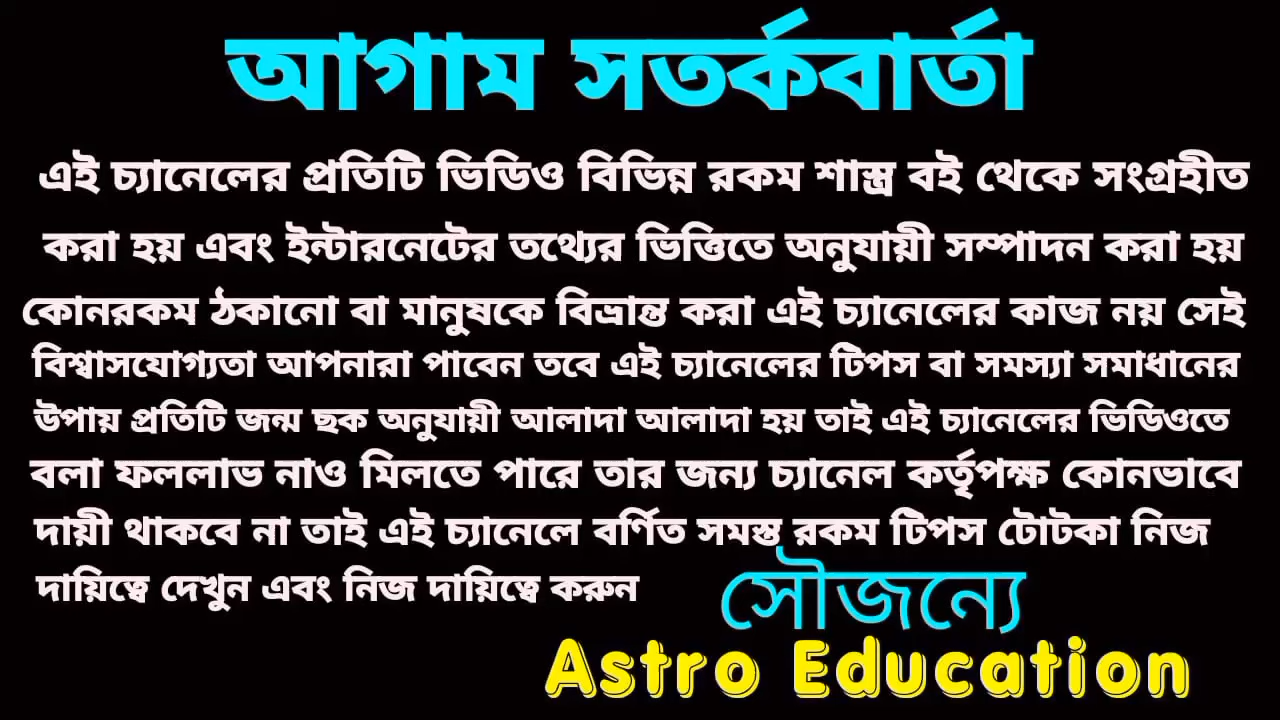 আগাম সতর্কবার্তা
এই চ্যানেলের প্রতিটি ভিডিও বিভিন্ন রকম শাস্ত্র বই থেকে সংগ্রহীত
করা হয় এবং ইন্টারনেটের তথ্যের ভিত্তিতে অনুযায়ী সম্পাদন করা হয়
কোনরকম ঠকানো বা মানুষকে বিভ্রান্ত করা এই চ্যানেলের কাজ নয় সেই
বিশ্বাসযোগ্যতা আপনারা পাবেন তবে এই চ্যানেলের টিপস বা সমস্যা সমাধানের
উপায় প্রতিটি জন্ম ছক অনুযায়ী আলাদা আলাদা হয় তাই এই চ্যানেলের ভিডিওতে
বলা ফললাভ নাও মিলতে পারে তার জন্য চ্যানেল কর্তৃপক্ষ কোনভাবে
দায়ী থাকবে না তাই এই চ্যানেলে বর্ণিত সমস্ত রকম টিপস টোটকা নিজ
দায়িত্বে দেখুন এবং নিজ দায়িত্বে করুন
সৌজন্যে
Astro Education